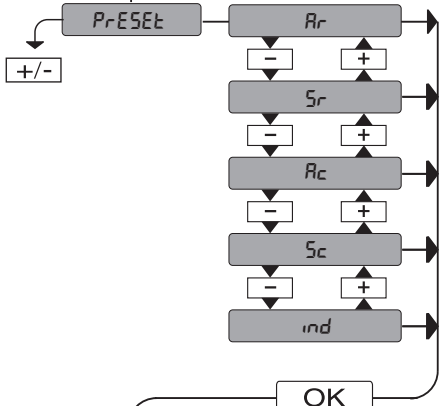 PrESEt Ar
+/-
- +
Sr
- +
Ac
- +
Sc
- +
ind
OK